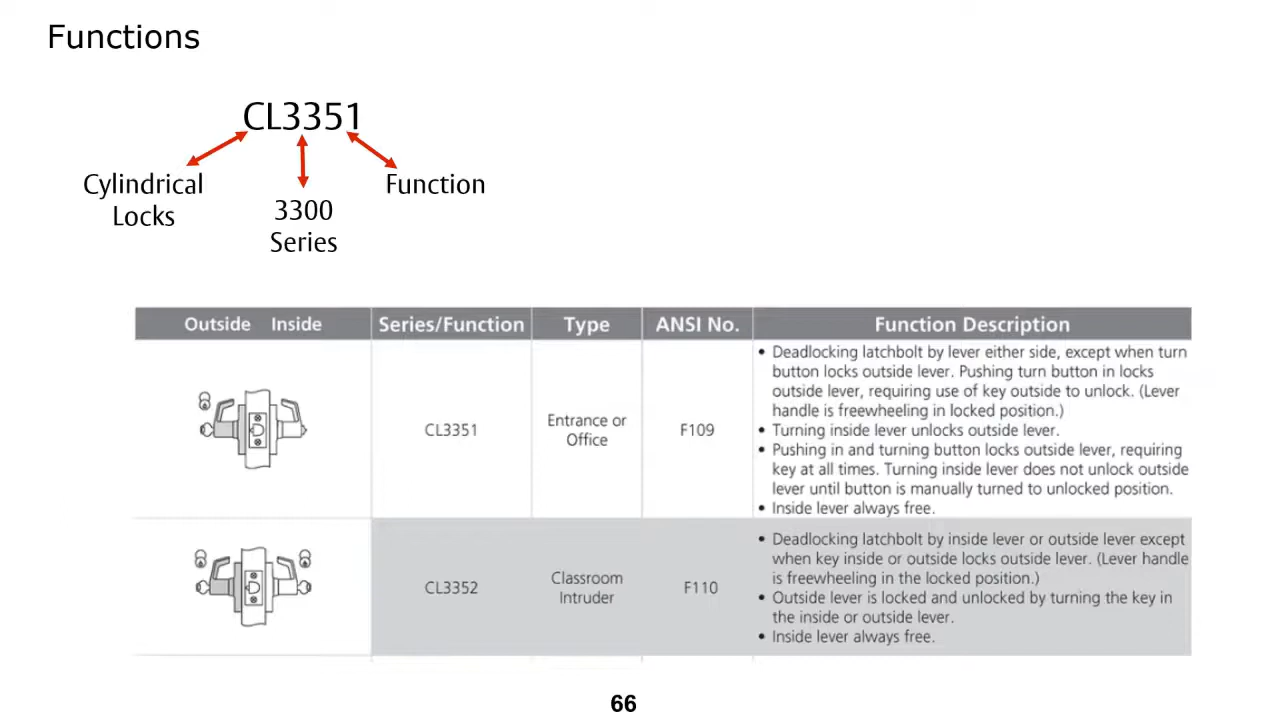 Functions
CL3351
Cylindrical
Locks
3300
Series
Function
Outside Inside Series/Function Type ANSI No. Function Description
CL3351
Entrance or
Office
F109
• Deadlocking latchbolt by lever either side, except when turn
button locks outside lever. Pushing turn button in locks
outside lever, requiring use of key outside to unlock. (Lever
handle is freewheeling in locked position.)
• Turning inside lever unlocks outside lever.
• Pushing in and turning button locks outside lever, requiring
key at all times. Turning inside lever does not unlock outside
lever until button is manually turned to unlocked position.
• Inside lever always free.
CL3352
Classroom
Intruder
F110
• Deadlocking latchbolt by inside lever or outside lever except
when key inside or outside locks outside lever. (Lever handle
is freewheeling in the locked position.)
• Outside lever is locked and unlocked by turning the key in
the inside or outside lever.
• Inside lever always free.
66